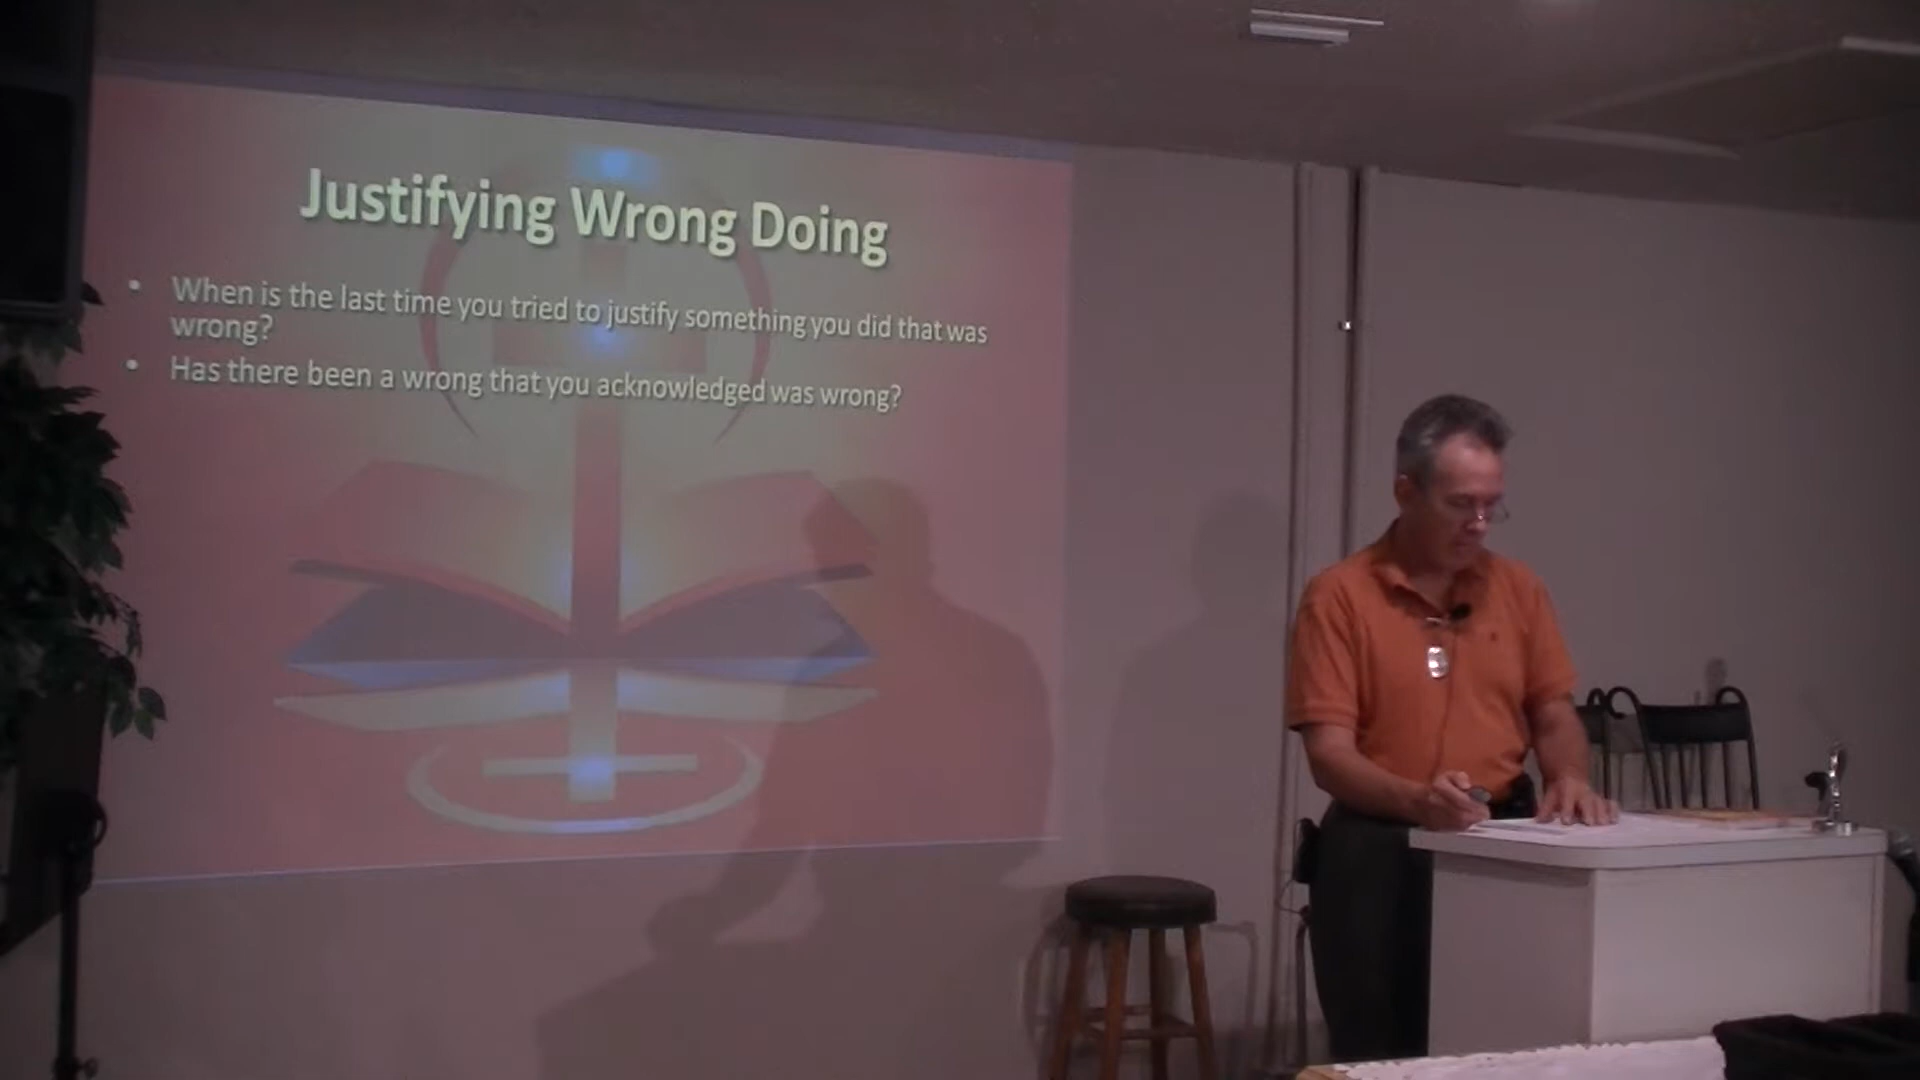 Justifying Wrong Doing
• When is the last time you tried to justify something you did that was
wrong?
• Has there been a wrong that you acknowledged was wrong?